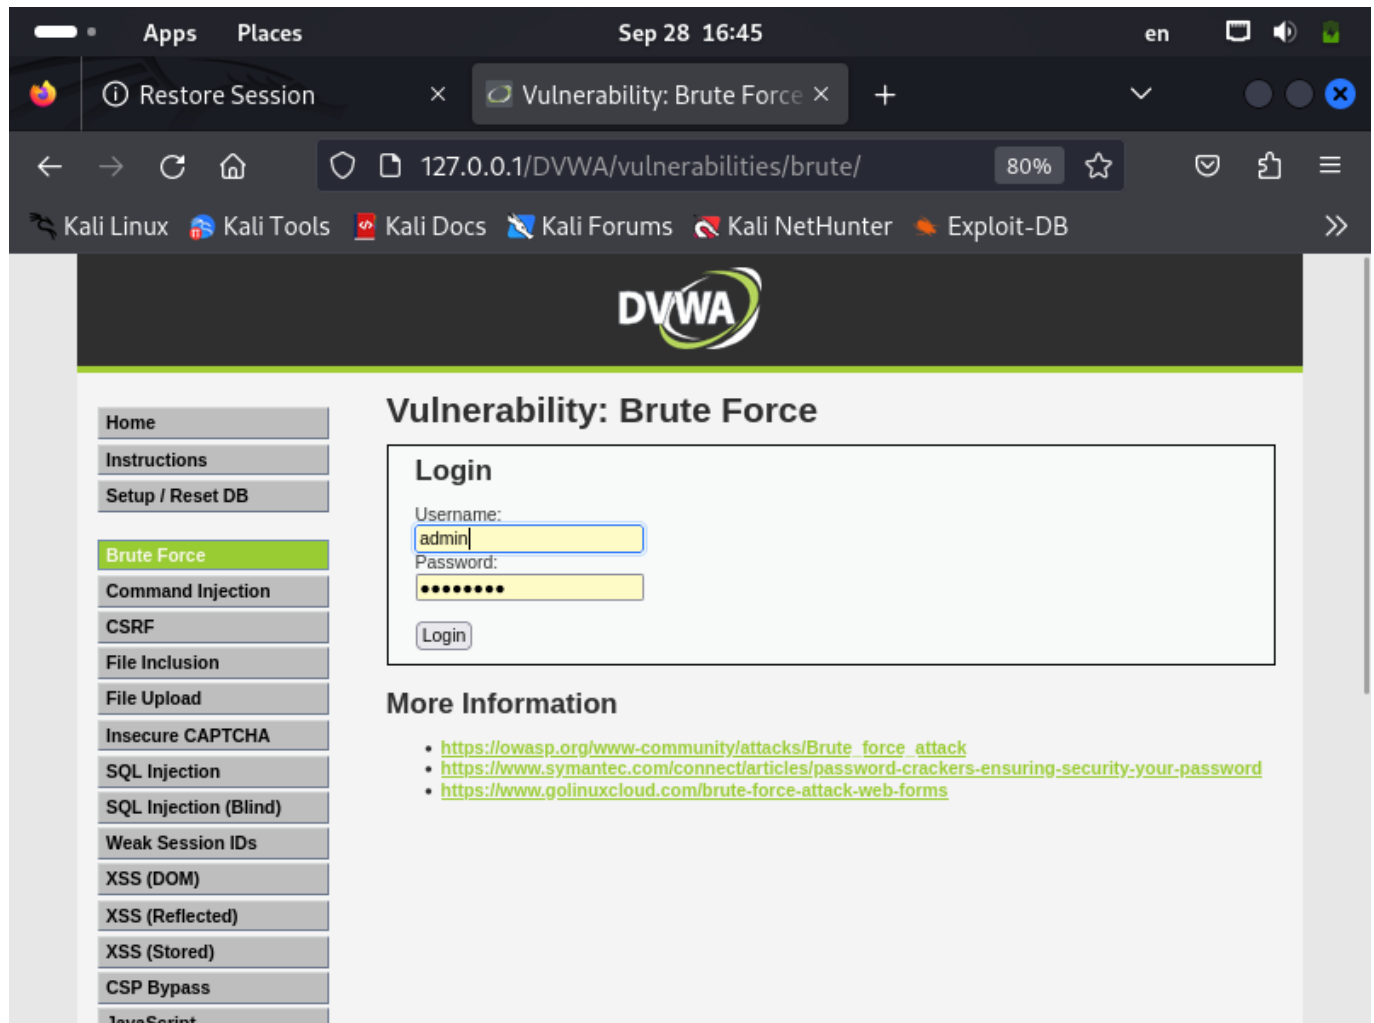 Apps Places Sep 28 16:45 en
Restore Session Vulnerability: Brute Force
127.0.0.1/DVWA/vulnerabilities/brute/ 80%
Kali Linux Kali Tools Kali Docs Kali Forums Kali NetHunter Exploit-DB
DVWA
Home
Instructions
Setup / Reset DB
Brute Force
Command Injection
CSRF
File Inclusion
File Upload
Insecure CAPTCHA
SQL Injection
SQL Injection (Blind)
Weak Session IDs
XSS (DOM)
XSS (Reflected)
XSS (Stored)
CSP Bypass
JavaScript
Vulnerability: Brute Force
Login
Username:
admin
Password:
••••••••
Login
More Information
• https://owasp.org/www-community/attacks/Brute_force_attack
• https://www.symantec.com/connect/articles/password-crackers-ensuring-security-your-password
• https://www.golinuxcloud.com/brute-force-attack-web-forms